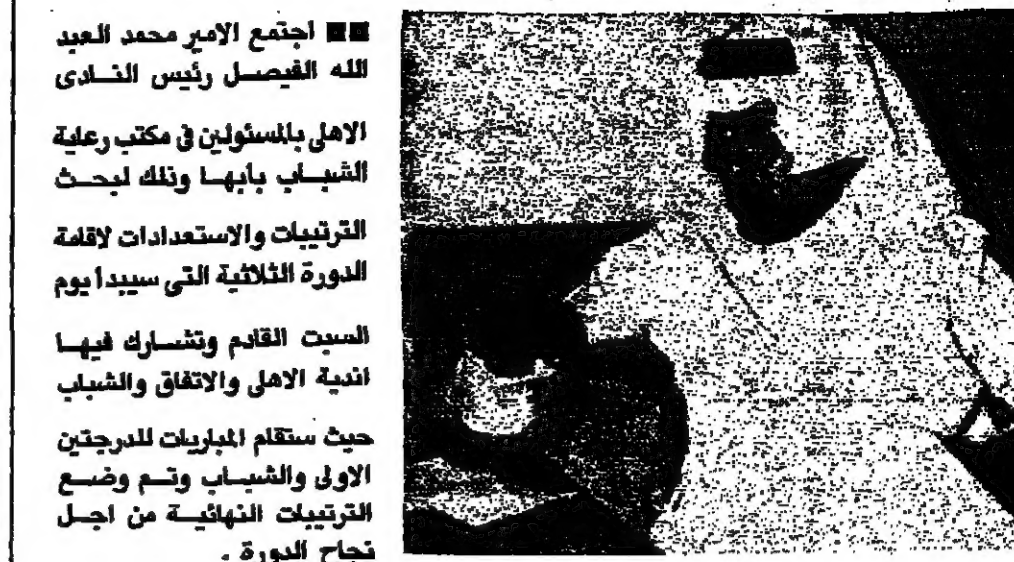 ■■ اجتمع الامير محمد العبد
الله الفيصل رئيس النادى
الاهلى بالمسئولين في مكتب رعاية
الشباب بابها وذلك لبحث
الترتيبات والاستعدادات لاقامة
الدورة الثلاثية التى سيبدأ يوم
السبت القادم وتشارك فيها
اندية الاهلى والاتفاق والشباب
حيث ستقام المباريات للدرجتين
الاولى والشباب وتم وضع
الترتيبات النهائية من اجل
نجاح الدورة .